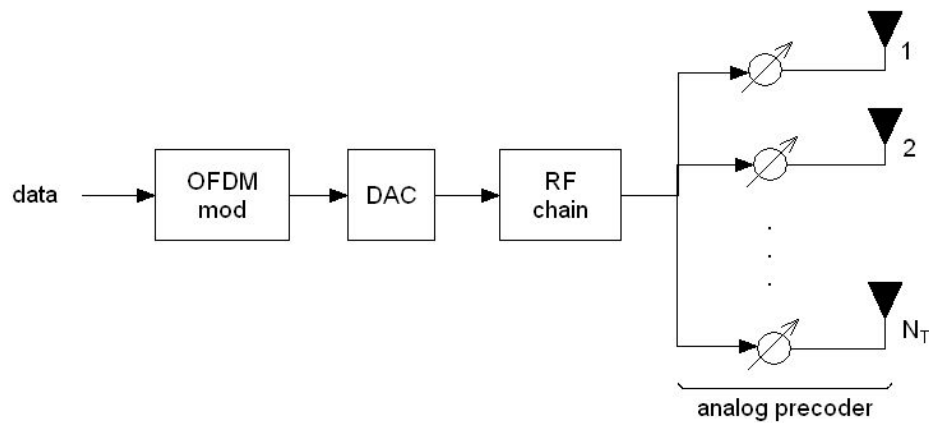 1
2
data
OFDM
mod
DAC
RF
chain
N_T
analog precoder